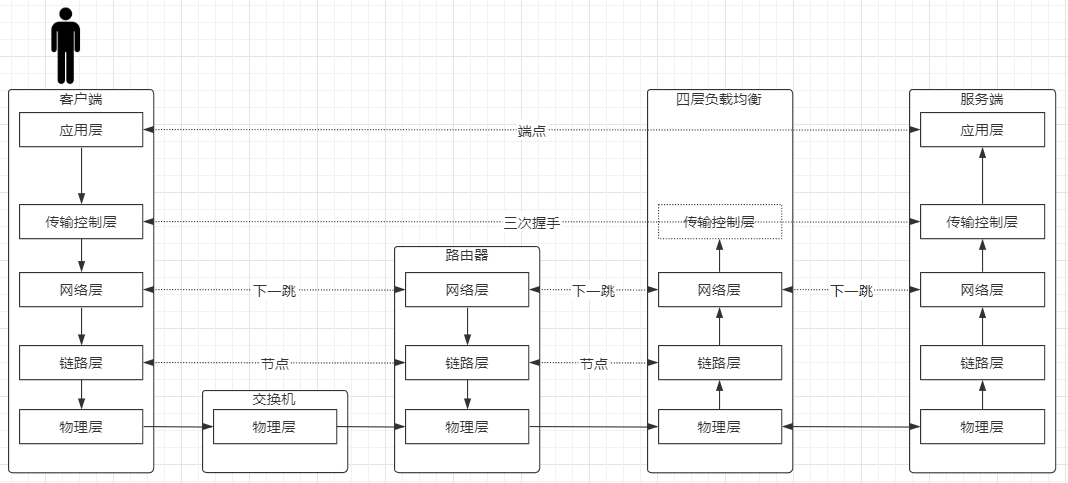 客户端
四层负载均衡
服务端
应用层
端点
应用层
传输控制层
三次握手
传输控制层
传输控制层
路由器
网络层
下一跳
网络层
下一跳
网络层
下一跳
网络层
链路层
节点
链路层
节点
链路层
链路层
交换机
物理层
物理层
物理层
物理层
物理层